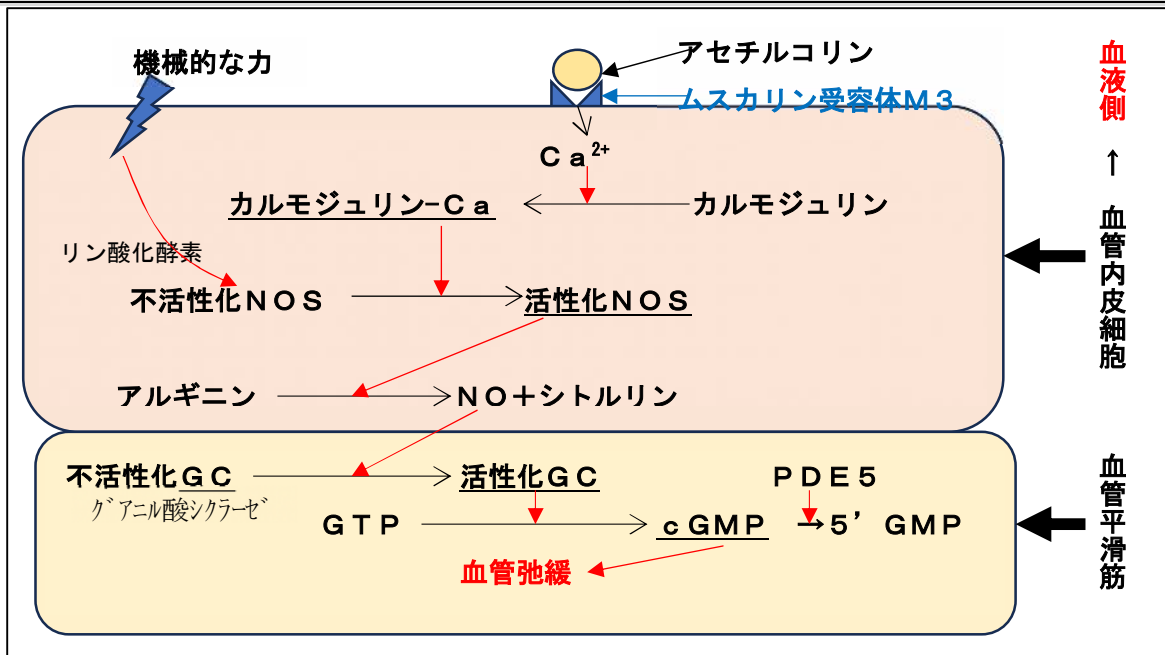 機械的な力
アセチルコリン
ムスカリン受容体Ｍ３
Ｃａ²⁺
カルモジュリン-Ｃａ
カルモジュリン
リン酸化酵素
不活性化ＮＯＳ
活性化ＮＯＳ
アルギニン
ＮＯ＋シトルリン
不活性化ＧＣ
グアニル酸シクラーゼ
活性化ＧＣ
ＰＤＥ５
ＧＴＰ
ｃＧＭＰ
→５’ＧＭＰ
血管弛緩
血液側 ↑ 血管内皮細胞
血管平滑筋